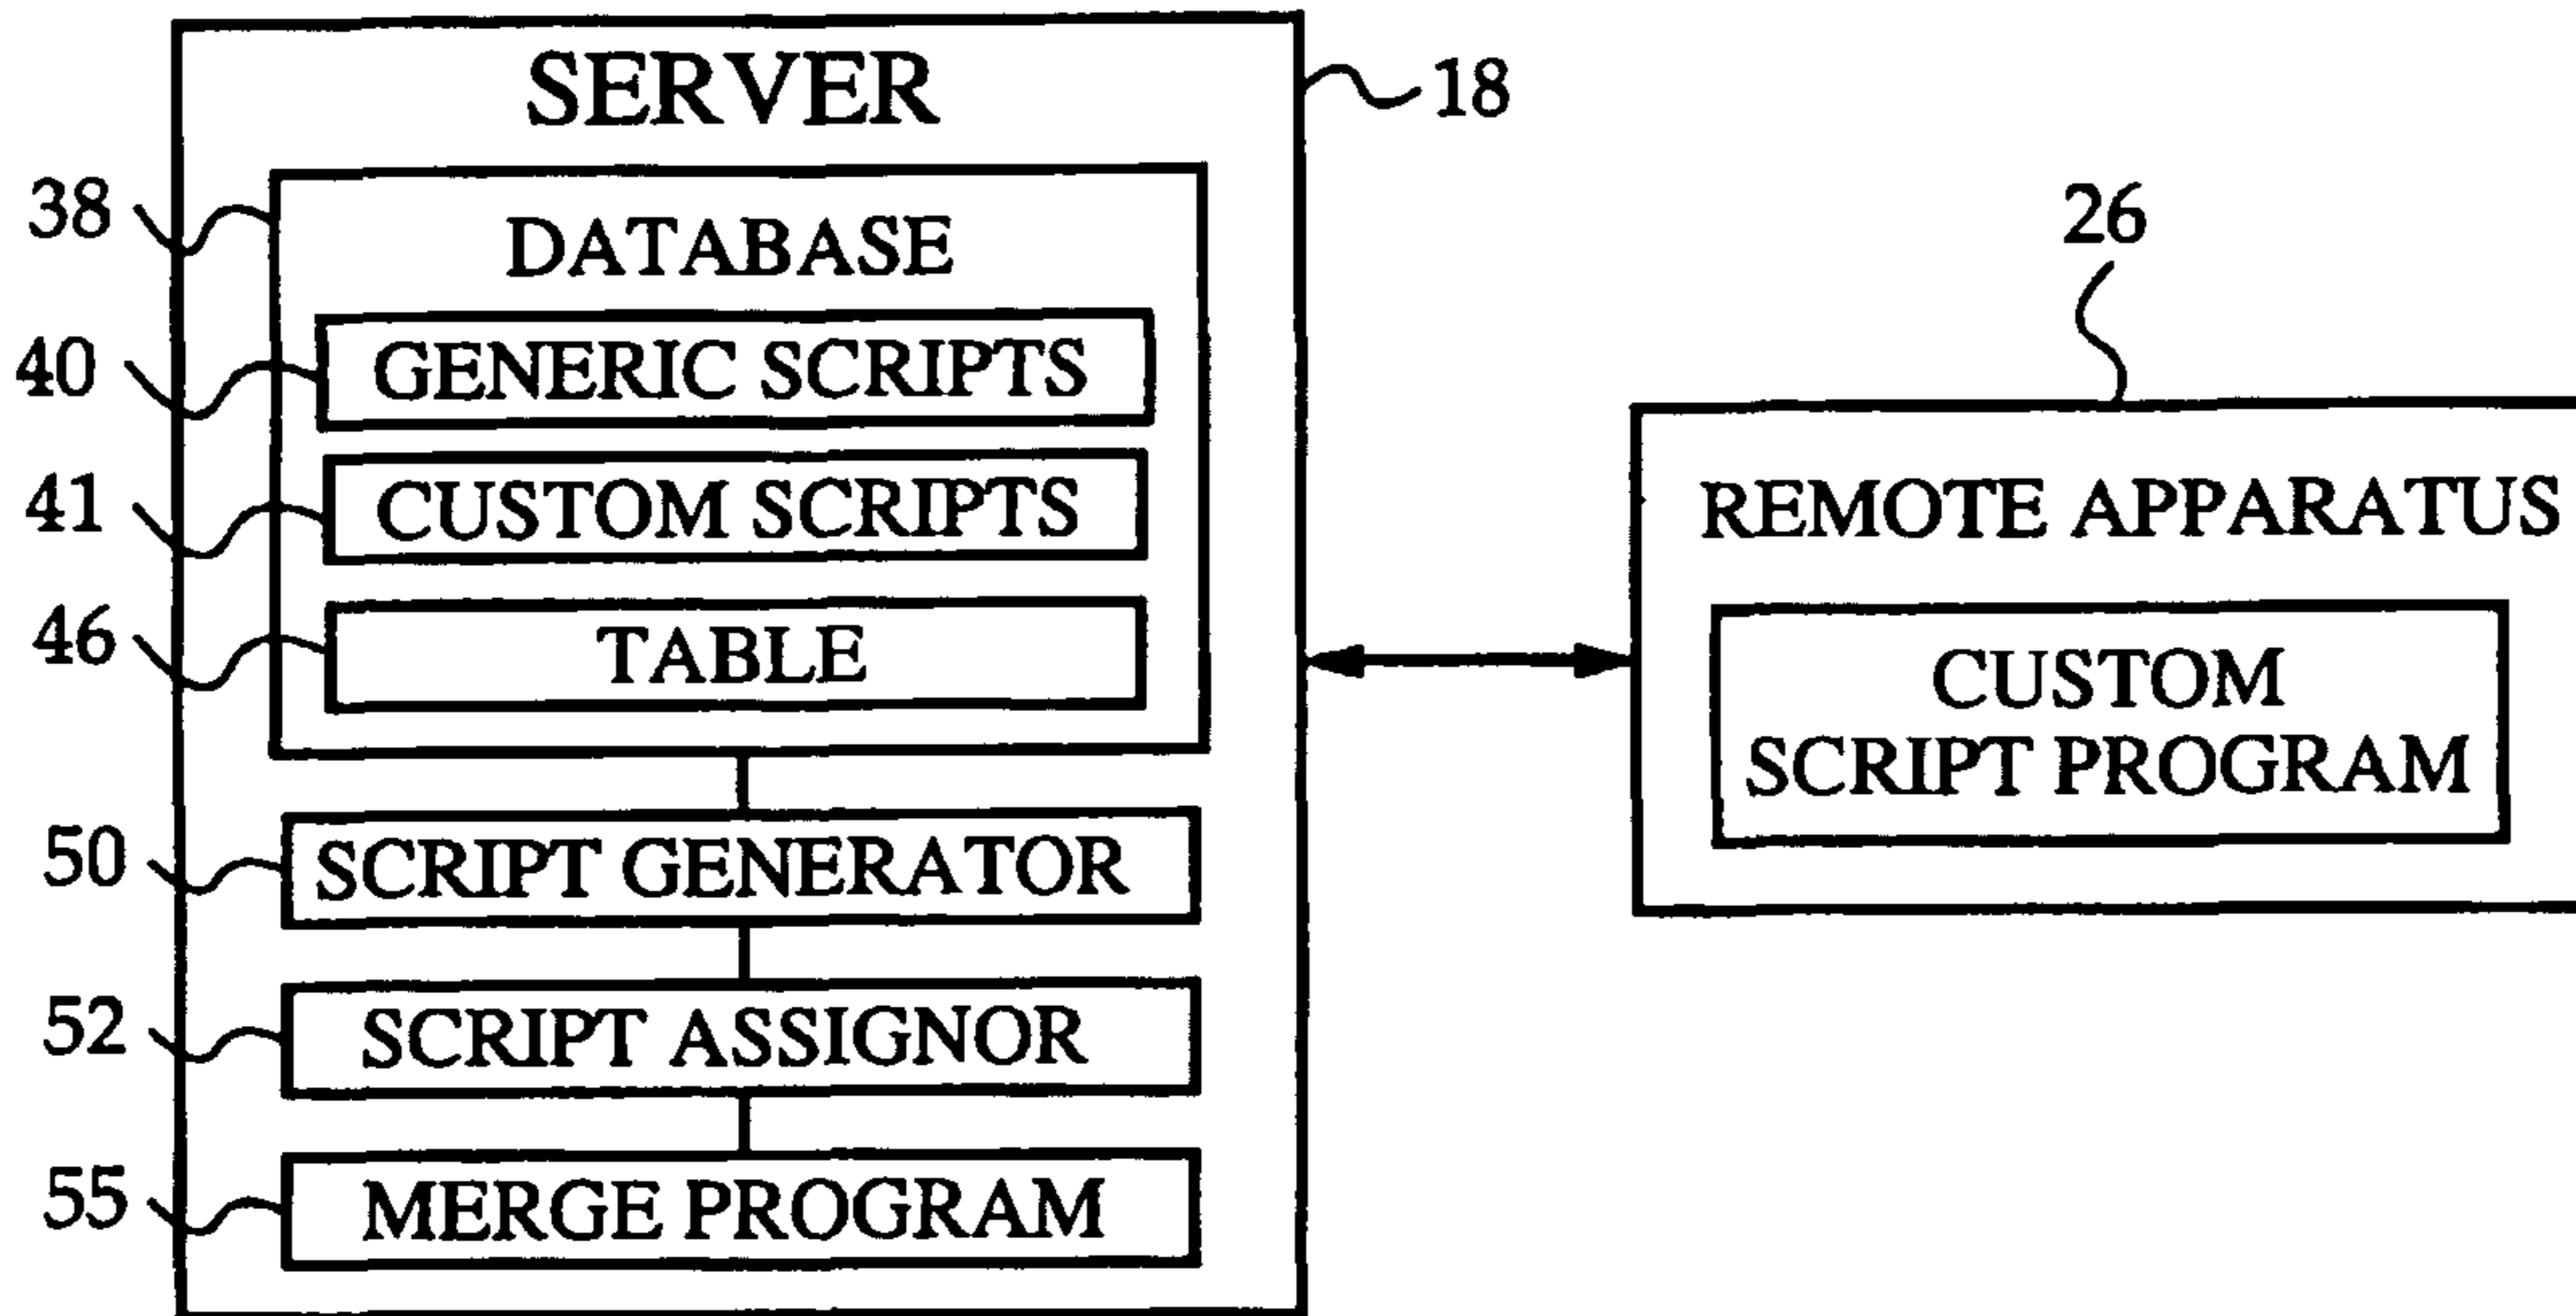 SERVER
18
38
DATABASE
40
GENERIC SCRIPTS
41
CUSTOM SCRIPTS
46
TABLE
50
SCRIPT GENERATOR
52
SCRIPT ASSIGNOR
55
MERGE PROGRAM
26
REMOTE APPARATUS
CUSTOM
SCRIPT PROGRAM